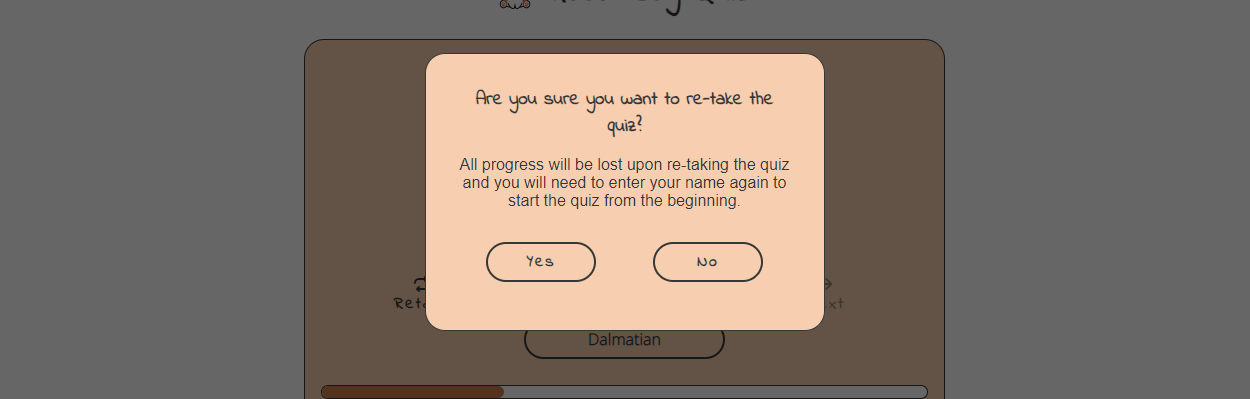 Are you sure you want to re-take the
quiz?
All progress will be lost upon re-taking the quiz
and you will need to enter your name again to
start the quiz from the beginning.
Yes
No
Dalmatian